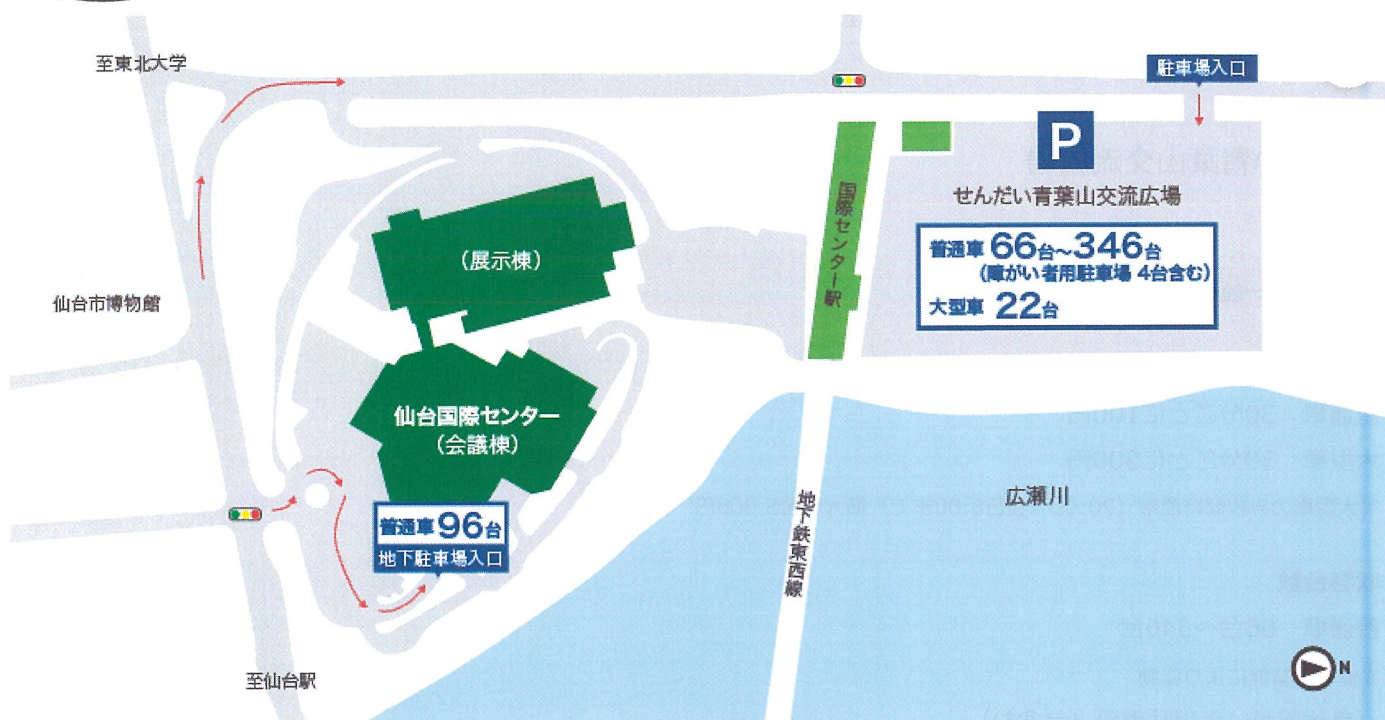 至東北大学
駐車場入口
P
せんだい青葉山交流広場
普通車 66台~346台
(障がい者用駐車場 4台含む)
大型車 22台
国際センター駅
(展示棟)
仙台市博物館
仙台国際センター
(会議棟)
普通車 96台
地下駐車場入口
地下鉄東西線
広瀬川
至仙台駅
N